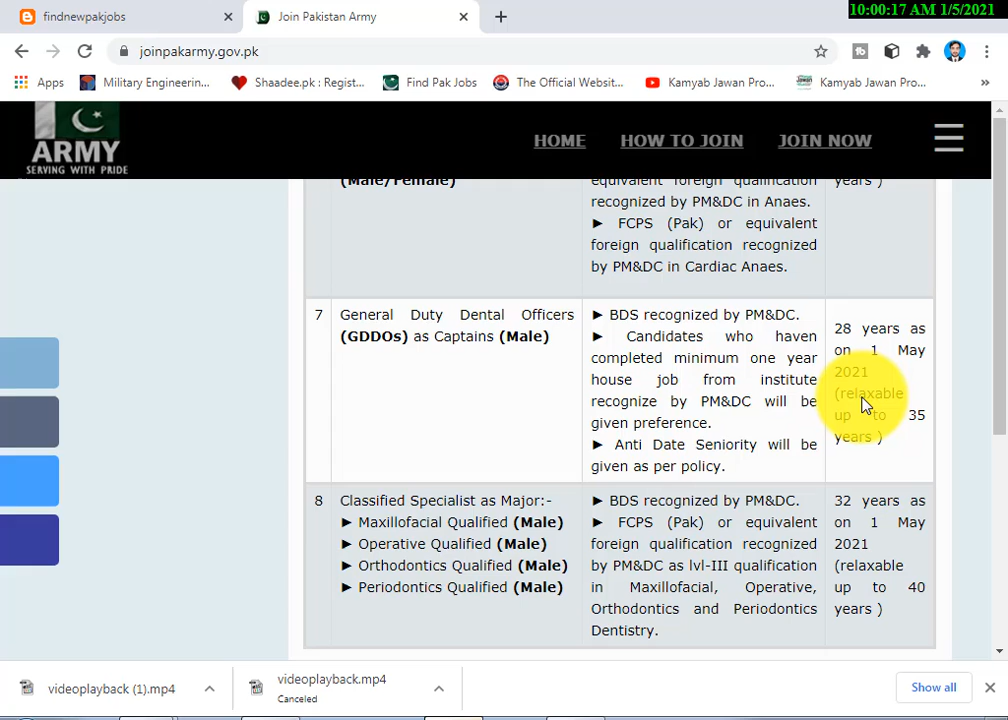 findnewpakjobs
Join Pakistan Army
10:00:17 AM 1/5/2021
joinpakarmy.gov.pk
Apps
Military Engineerin...
Shaadee.pk : Regist...
Find Pak Jobs
The Official Websit...
Kamyab Jawan Pro...
Kamyab Jawan Pro...
ARMY
SERVING WITH PRIDE
HOME
HOW TO JOIN
JOIN NOW
(Male/Female)
equivalent foreign qualification
recognized by PM&DC in Anaes.
► FCPS (Pak) or equivalent
foreign qualification recognized
by PM&DC in Cardiac Anaes.
years )
7
General Duty Dental Officers
(GDDOs) as Captains (Male)
► BDS recognized by PM&DC.
► Candidates who haven
completed minimum one year
house job from institute
recognize by PM&DC will be
given preference.
► Anti Date Seniority will be
given as per policy.
28 years as
on 1 May
2021
(relaxable
up to 35
years )
8
Classified Specialist as Major:-
► Maxillofacial Qualified (Male)
► Operative Qualified (Male)
► Orthodontics Qualified (Male)
► Periodontics Qualified (Male)
► BDS recognized by PM&DC.
► FCPS (Pak) or equivalent
foreign qualification recognized
by PM&DC as lvl-III qualification
in Maxillofacial, Operative,
Orthodontics and Periodontics
Dentistry.
32 years as
on 1 May
2021
(relaxable
up to 40
years )
videoplayback (1).mp4
videoplayback.mp4
Canceled
Show all